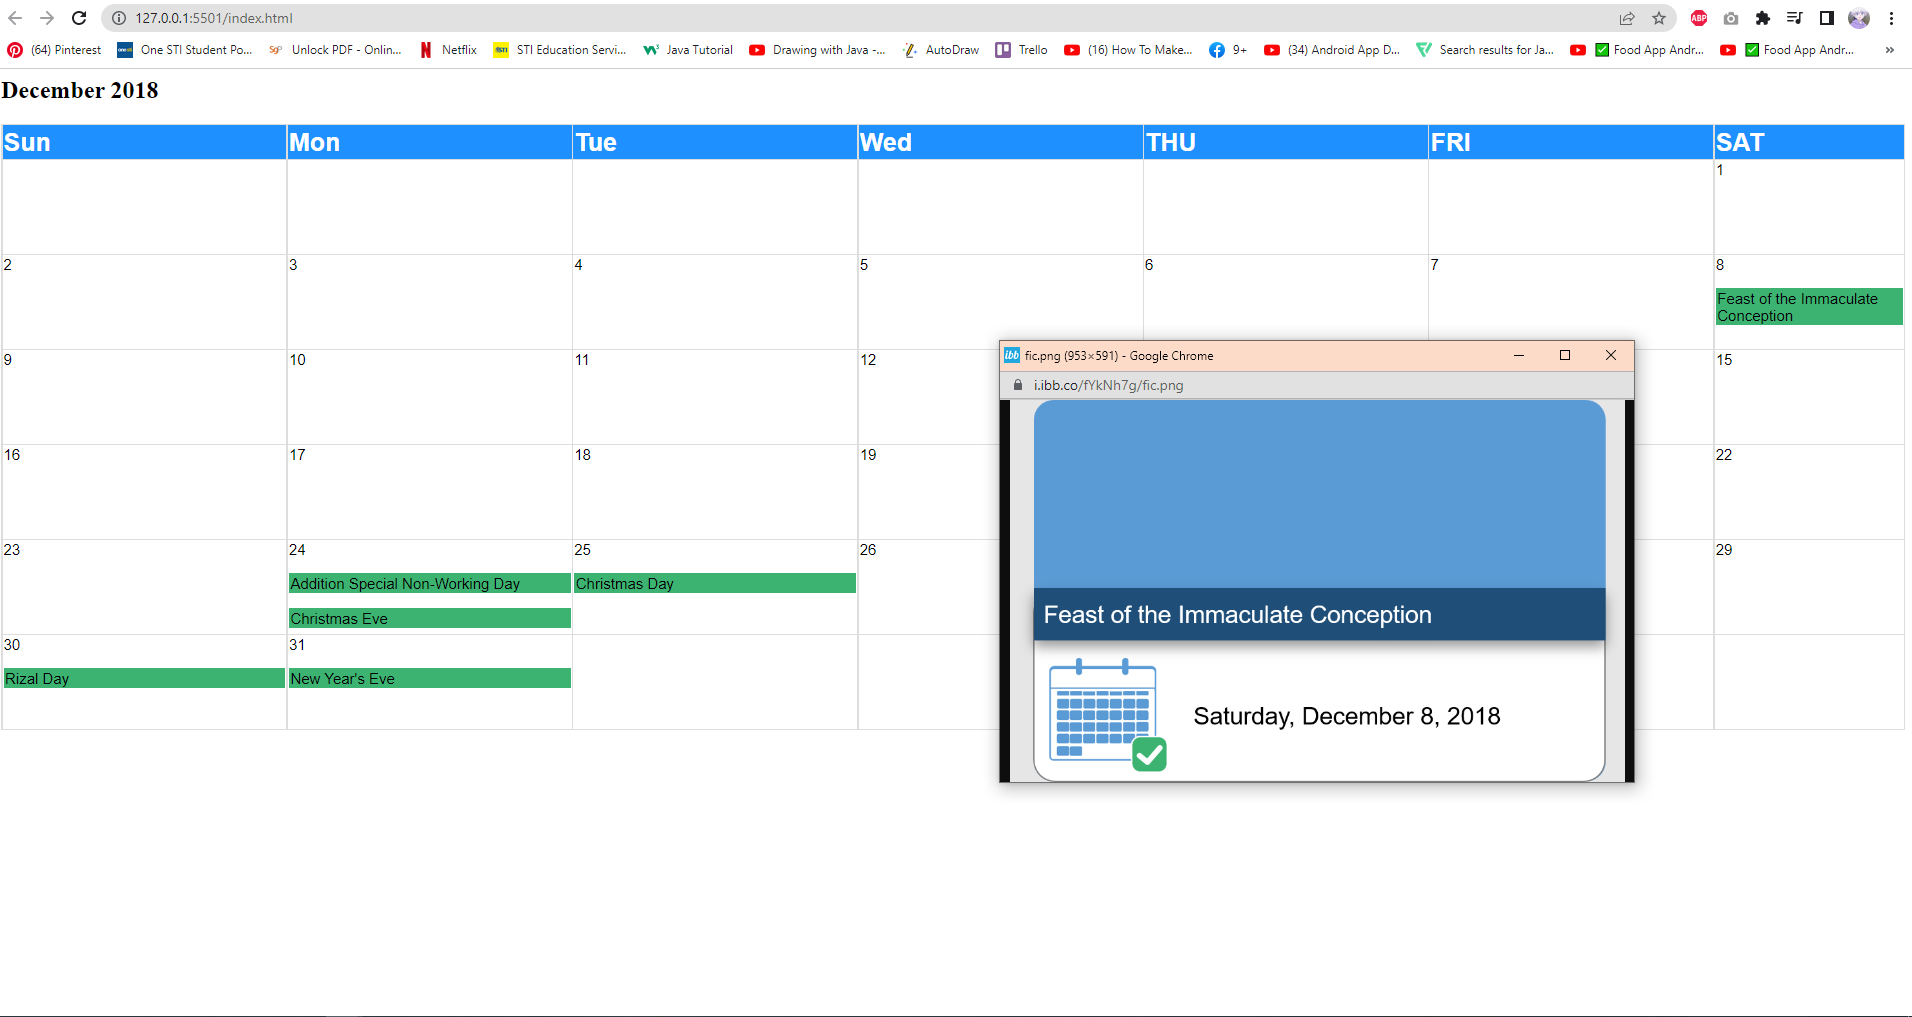 127.0.0.1:5501/index.html
ABP
(64) Pinterest
One STI Student Po...
Unlock PDF - Onlin...
Netflix
STI Education Servi...
Java Tutorial
Drawing with Java -...
AutoDraw
Trello
(16) How To Make...
9+
(34) Android App D...
Search results for Ja...
Food App Andr...
Food App Andr...
»
December 2018
Sun Mon Tue Wed THU FRI SAT
1
2 3 4 5 6 7 8
Feast of the Immaculate
Conception
9 10 11 12 15
16 17 18 19 22
23 24 25 26 29
Addition Special Non-Working Day Christmas Day
Christmas Eve
30 31
Rizal Day New Year's Eve
ibb fic.png (953×591) - Google Chrome
i.ibb.co/fYkNh7g/fic.png
Feast of the Immaculate Conception
Saturday, December 8, 2018